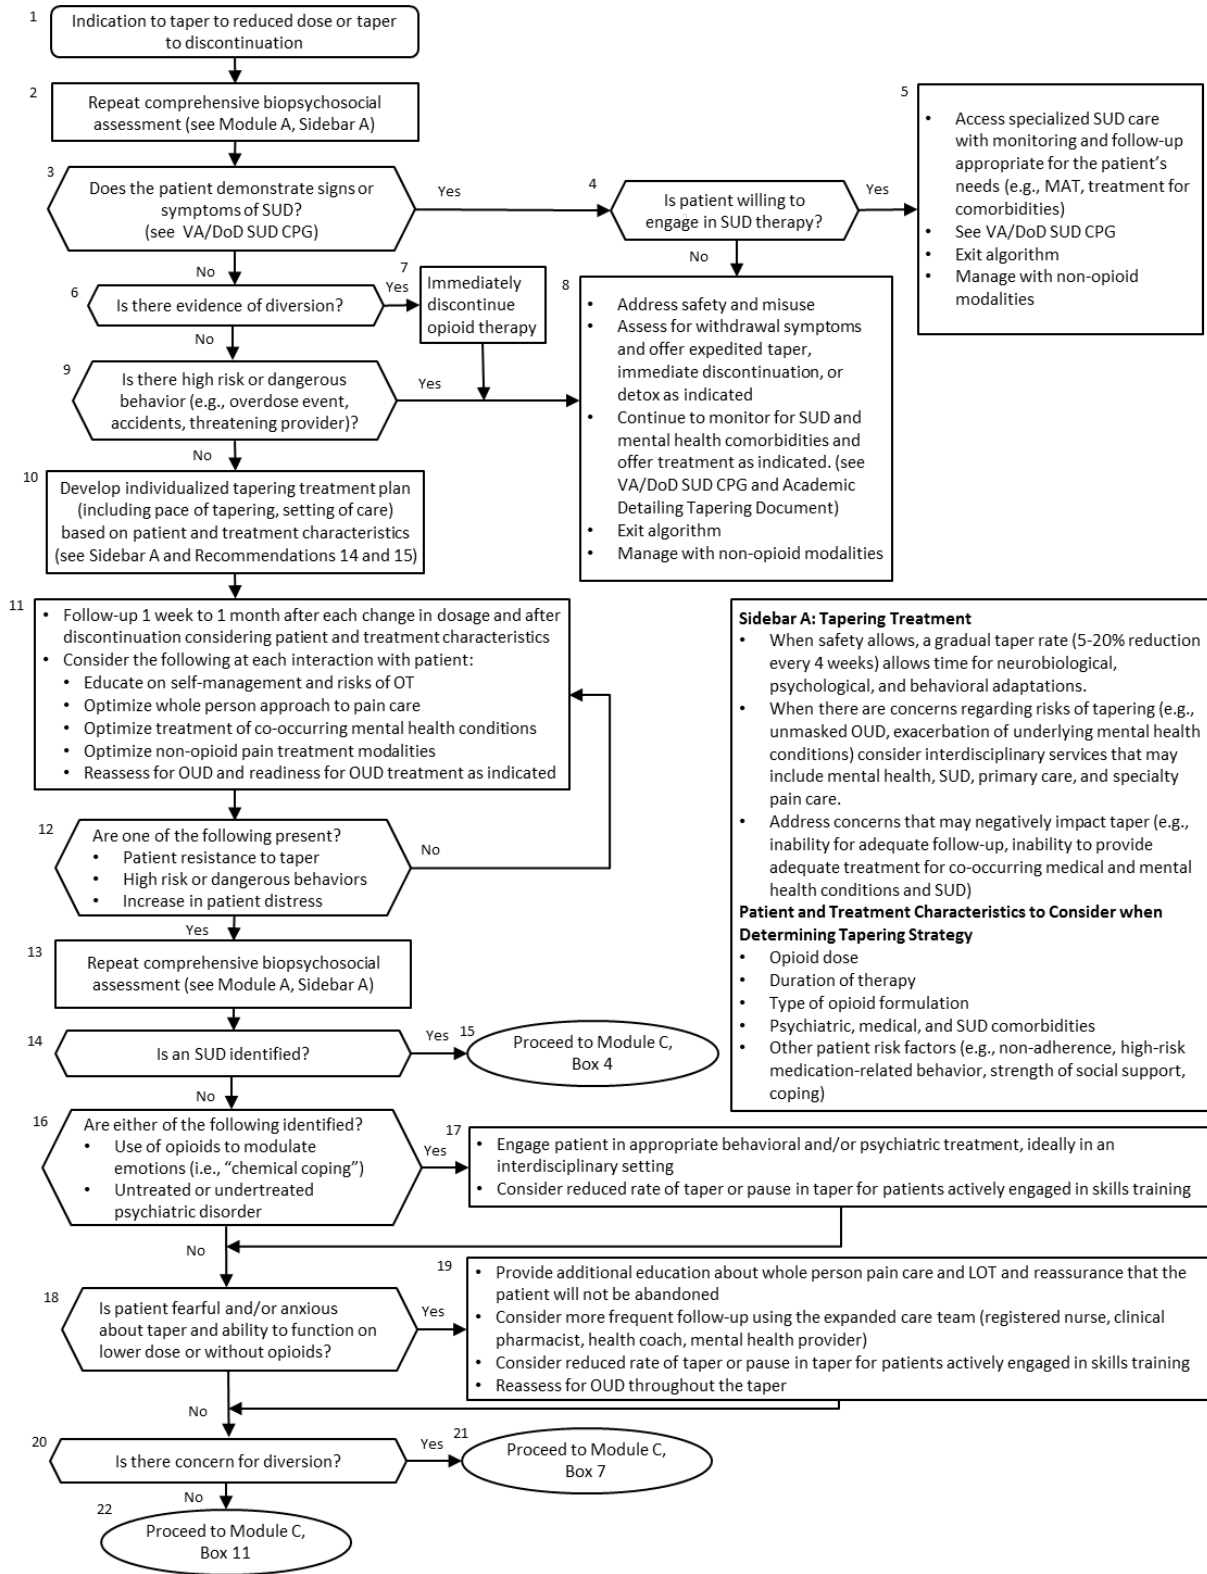 1
Indication to taper to reduced dose or taper
to discontinuation
2
Repeat comprehensive biopsychosocial
assessment (see Module A, Sidebar A)
3
Does the patient demonstrate signs or
symptoms of SUD?
(see VA/DoD SUD CPG)
Yes
No
4
Is patient willing to
engage in SUD therapy?
Yes
No
5
• Access specialized SUD care
with monitoring and follow-up
appropriate for the patient's
needs (e.g., MAT, treatment for
comorbidities)
• See VA/DoD SUD CPG
• Exit algorithm
• Manage with non-opioid
modalities
6
Is there evidence of diversion?
Yes
No
7
Immediately
discontinue
opioid therapy
8
• Address safety and misuse
• Assess for withdrawal symptoms
and offer expedited taper,
immediate discontinuation, or
detox as indicated
• Continue to monitor for SUD and
mental health comorbidities and
offer treatment as indicated. (see
VA/DoD SUD CPG and Academic
Detailing Tapering Document)
• Exit algorithm
• Manage with non-opioid modalities
9
Is there high risk or dangerous
behavior (e.g., overdose event,
accidents, threatening provider)?
Yes
No
10
Develop individualized tapering treatment plan
(including pace of tapering, setting of care)
based on patient and treatment characteristics
(see Sidebar A and Recommendations 14 and 15)
11
• Follow-up 1 week to 1 month after each change in dosage and after
discontinuation considering patient and treatment characteristics
• Consider the following at each interaction with patient:
• Educate on self-management and risks of OT
• Optimize whole person approach to pain care
• Optimize treatment of co-occurring mental health conditions
• Optimize non-opioid pain treatment modalities
• Reassess for OUD and readiness for OUD treatment as indicated
12
Are one of the following present?
• Patient resistance to taper
• High risk or dangerous behaviors
• Increase in patient distress
No
Yes
13
Repeat comprehensive biopsychosocial
assessment (see Module A, Sidebar A)
14
Is an SUD identified?
Yes
No
15
Proceed to Module C,
Box 4
Sidebar A: Tapering Treatment
• When safety allows, a gradual taper rate (5-20% reduction
every 4 weeks) allows time for neurobiological,
psychological, and behavioral adaptations.
• When there are concerns regarding risks of tapering (e.g.,
unmasked OUD, exacerbation of underlying mental health
conditions) consider interdisciplinary services that may
include mental health, SUD, primary care, and specialty
pain care.
• Address concerns that may negatively impact taper (e.g.,
inability for adequate follow-up, inability to provide
adequate treatment for co-occurring medical and mental
health conditions and SUD)
Patient and Treatment Characteristics to Consider when
Determining Tapering Strategy
• Opioid dose
• Duration of therapy
• Type of opioid formulation
• Psychiatric, medical, and SUD comorbidities
• Other patient risk factors (e.g., non-adherence, high-risk
medication-related behavior, strength of social support,
coping)
16
Are either of the following identified?
• Use of opioids to modulate
emotions (i.e., “chemical coping”)
• Untreated or undertreated
psychiatric disorder
Yes
No
17
• Engage patient in appropriate behavioral and/or psychiatric treatment, ideally in an
interdisciplinary setting
• Consider reduced rate of taper or pause in taper for patients actively engaged in skills training
18
Is patient fearful and/or anxious
about taper and ability to function on
lower dose or without opioids?
Yes
No
19
• Provide additional education about whole person pain care and LOT and reassurance that the
patient will not be abandoned
• Consider more frequent follow-up using the expanded care team (registered nurse, clinical
pharmacist, health coach, mental health provider)
• Consider reduced rate of taper or pause in taper for patients actively engaged in skills training
• Reassess for OUD throughout the taper
20
Is there concern for diversion?
Yes
No
21
Proceed to Module C,
Box 7
22
Proceed to Module C,
Box 11